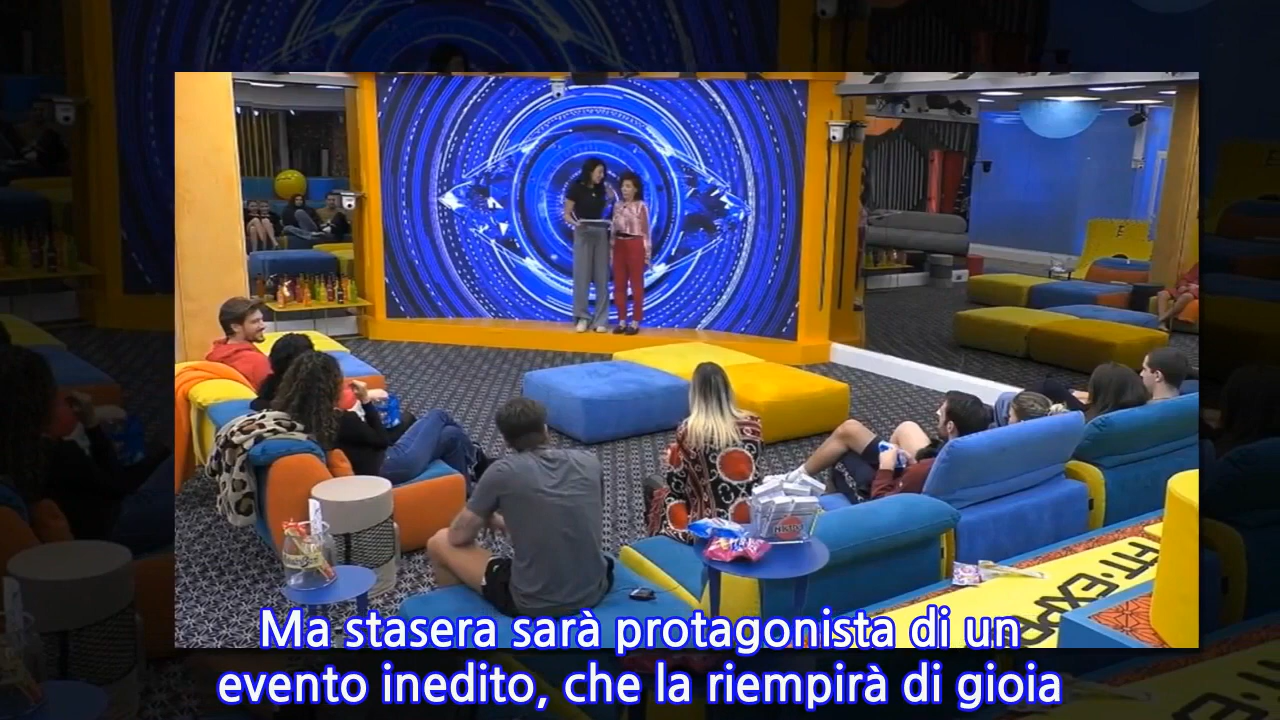 Ma stasera sarà protagonista di un
evento inedito, che la riempirà di gioia